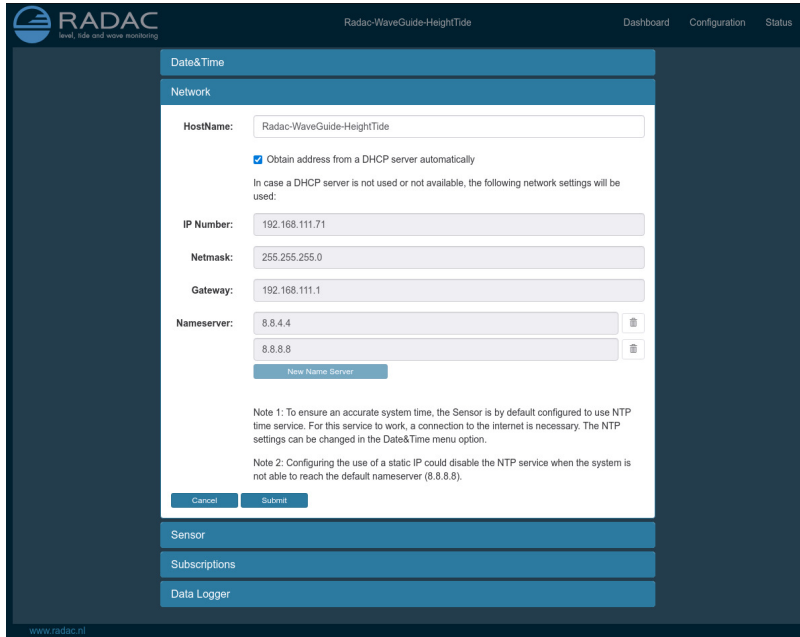 RADAC
level, tide and wave monitoring
Radac-WaveGuide-HeightTide
Dashboard Configuration Status
Date&Time
Network
HostName: Radac-WaveGuide-HeightTide
Obtain address from a DHCP server automatically
In case a DHCP server is not used or not available, the following network settings will be
used:
IP Number: 192.168.111.71
Netmask: 255.255.255.0
Gateway: 192.168.111.1
Nameserver: 8.8.4.4
8.8.8.8
New Name Server
Note 1: To ensure an accurate system time, the Sensor is by default configured to use NTP
time service. For this service to work, a connection to the internet is necessary. The NTP
settings can be changed in the Date&Time menu option.
Note 2: Configuring the use of a static IP could disable the NTP service when the system is
not able to reach the default nameserver (8.8.8.8).
Cancel Submit
Sensor
Subscriptions
Data Logger
www.radac.nl